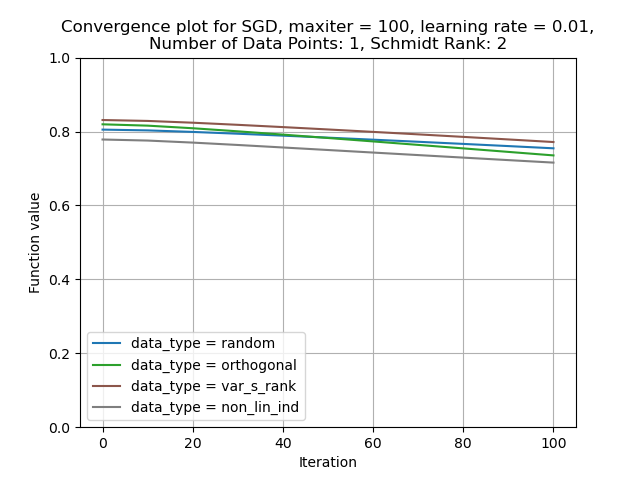 Convergence plot for SGD, maxiter = 100, learning rate = 0.01,
Number of Data Points: 1, Schmidt Rank: 2
1.0
0.8
0.6
0.4
0.2
0.0
Function value
data_type = random
data_type = orthogonal
data_type = var_s_rank
data_type = non_lin_ind
0 20 40 60 80 100
Iteration